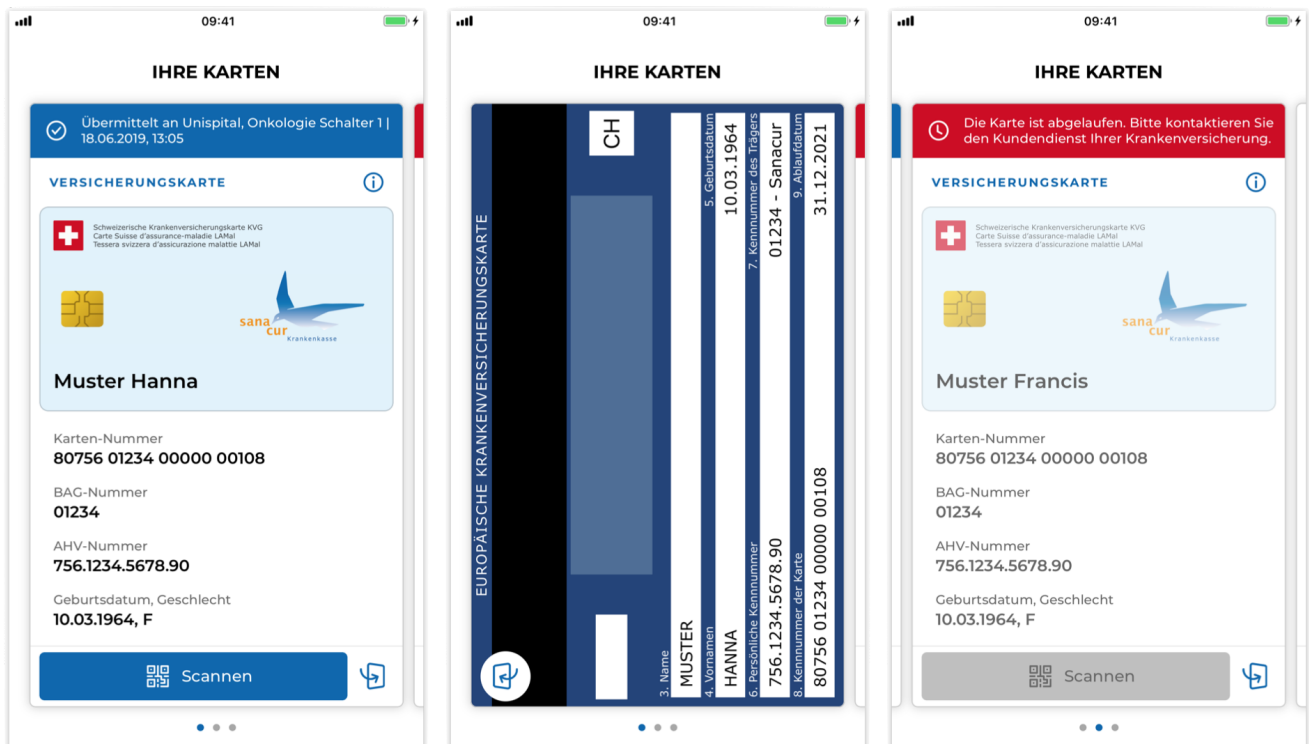 09:41
IHRE KARTEN
Übermittelt an Unispital, Onkologie Schalter 1 |
18.06.2019, 13:05
VERSICHERUNGSKARTE
Schweizerische Krankenversicherungskarte KVG
Carte Suisse d'assurance-maladie LAMal
Tessera svizzera d'assicurazione malattie LAMal
sana
cur
Krankenkasse
Muster Hanna
Karten-Nummer
80756 01234 00000 00108
BAG-Nummer
01234
AHV-Nummer
756.1234.5678.90
Geburtsdatum, Geschlecht
10.03.1964, F
Scannen
09:41
IHRE KARTEN
EUROPÄISCHE KRANKENVERSICHERUNGSKARTE
CH
3. Name
MUSTER
4. Vornamen
5. Geburtsdatum
HANNA
10.03.1964
6. Persönliche Kennnummer
7. Kennnummer des Trägers
756.1234.5678.90
01234 - Sanacur
8. Kennnummer der Karte
9. Ablaufdatum
80756 01234 00000 00108
31.12.2021
09:41
IHRE KARTEN
Die Karte ist abgelaufen. Bitte kontaktieren Sie
den Kundendienst Ihrer Krankenversicherung.
VERSICHERUNGSKARTE
Schweizerische Krankenversicherungskarte KVG
Carte Suisse d'assurance-maladie LAMal
Tessera svizzera d'assicurazione malattie LAMal
sana
cur
Krankenkasse
Muster Francis
Karten-Nummer
80756 01234 00000 00108
BAG-Nummer
01234
AHV-Nummer
756.1234.5678.90
Geburtsdatum, Geschlecht
10.03.1964, F
Scannen